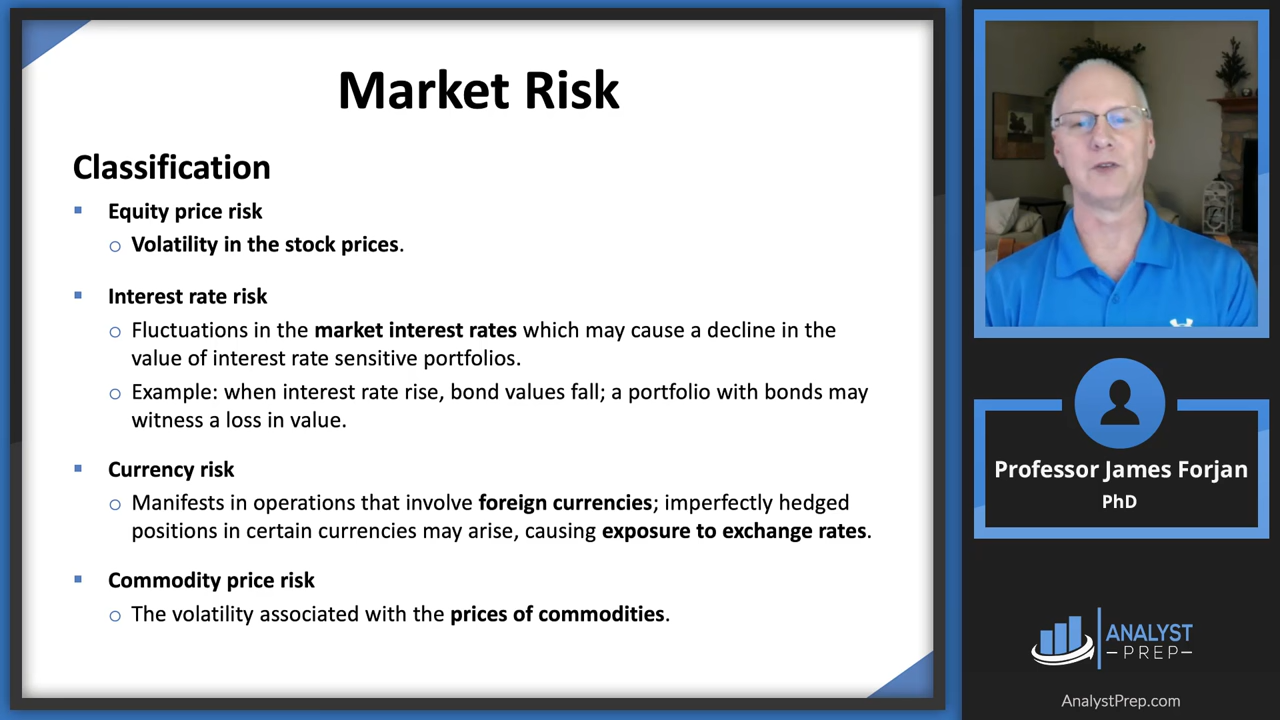 Market Risk
Classification
▪ Equity price risk
○ Volatility in the stock prices.
▪ Interest rate risk
○ Fluctuations in the market interest rates which may cause a decline in the
value of interest rate sensitive portfolios.
○ Example: when interest rate rise, bond values fall; a portfolio with bonds may
witness a loss in value.
▪ Currency risk
○ Manifests in operations that involve foreign currencies; imperfectly hedged
positions in certain currencies may arise, causing exposure to exchange rates.
▪ Commodity price risk
○ The volatility associated with the prices of commodities.
Professor James Forjan
PhD
ANALYST
–PREP–
AnalystPrep.com